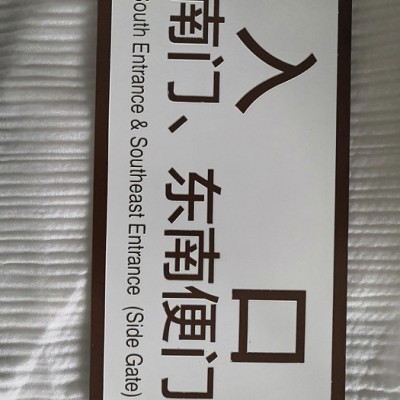 入口
南门、东南便门
South Entrance & Southeast Entrance (Side Gate)